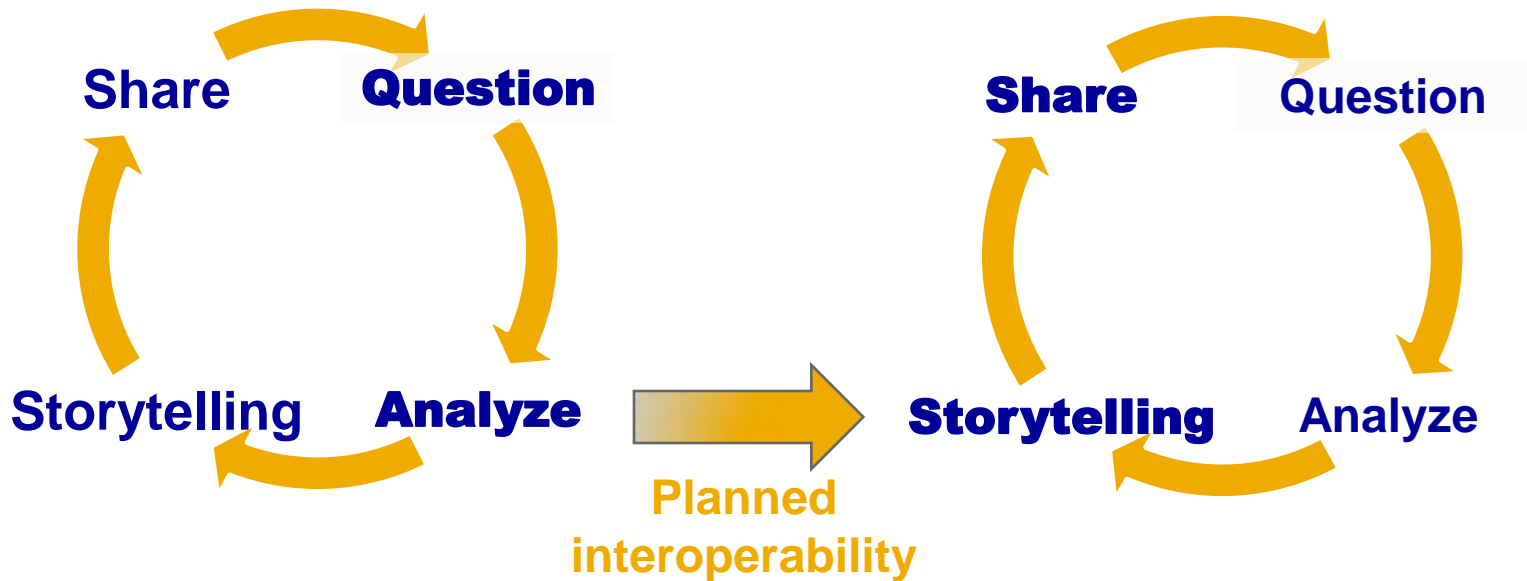 Share
Question
Storytelling
Analyze
Planned
interoperability
Share
Question
Storytelling
Analyze